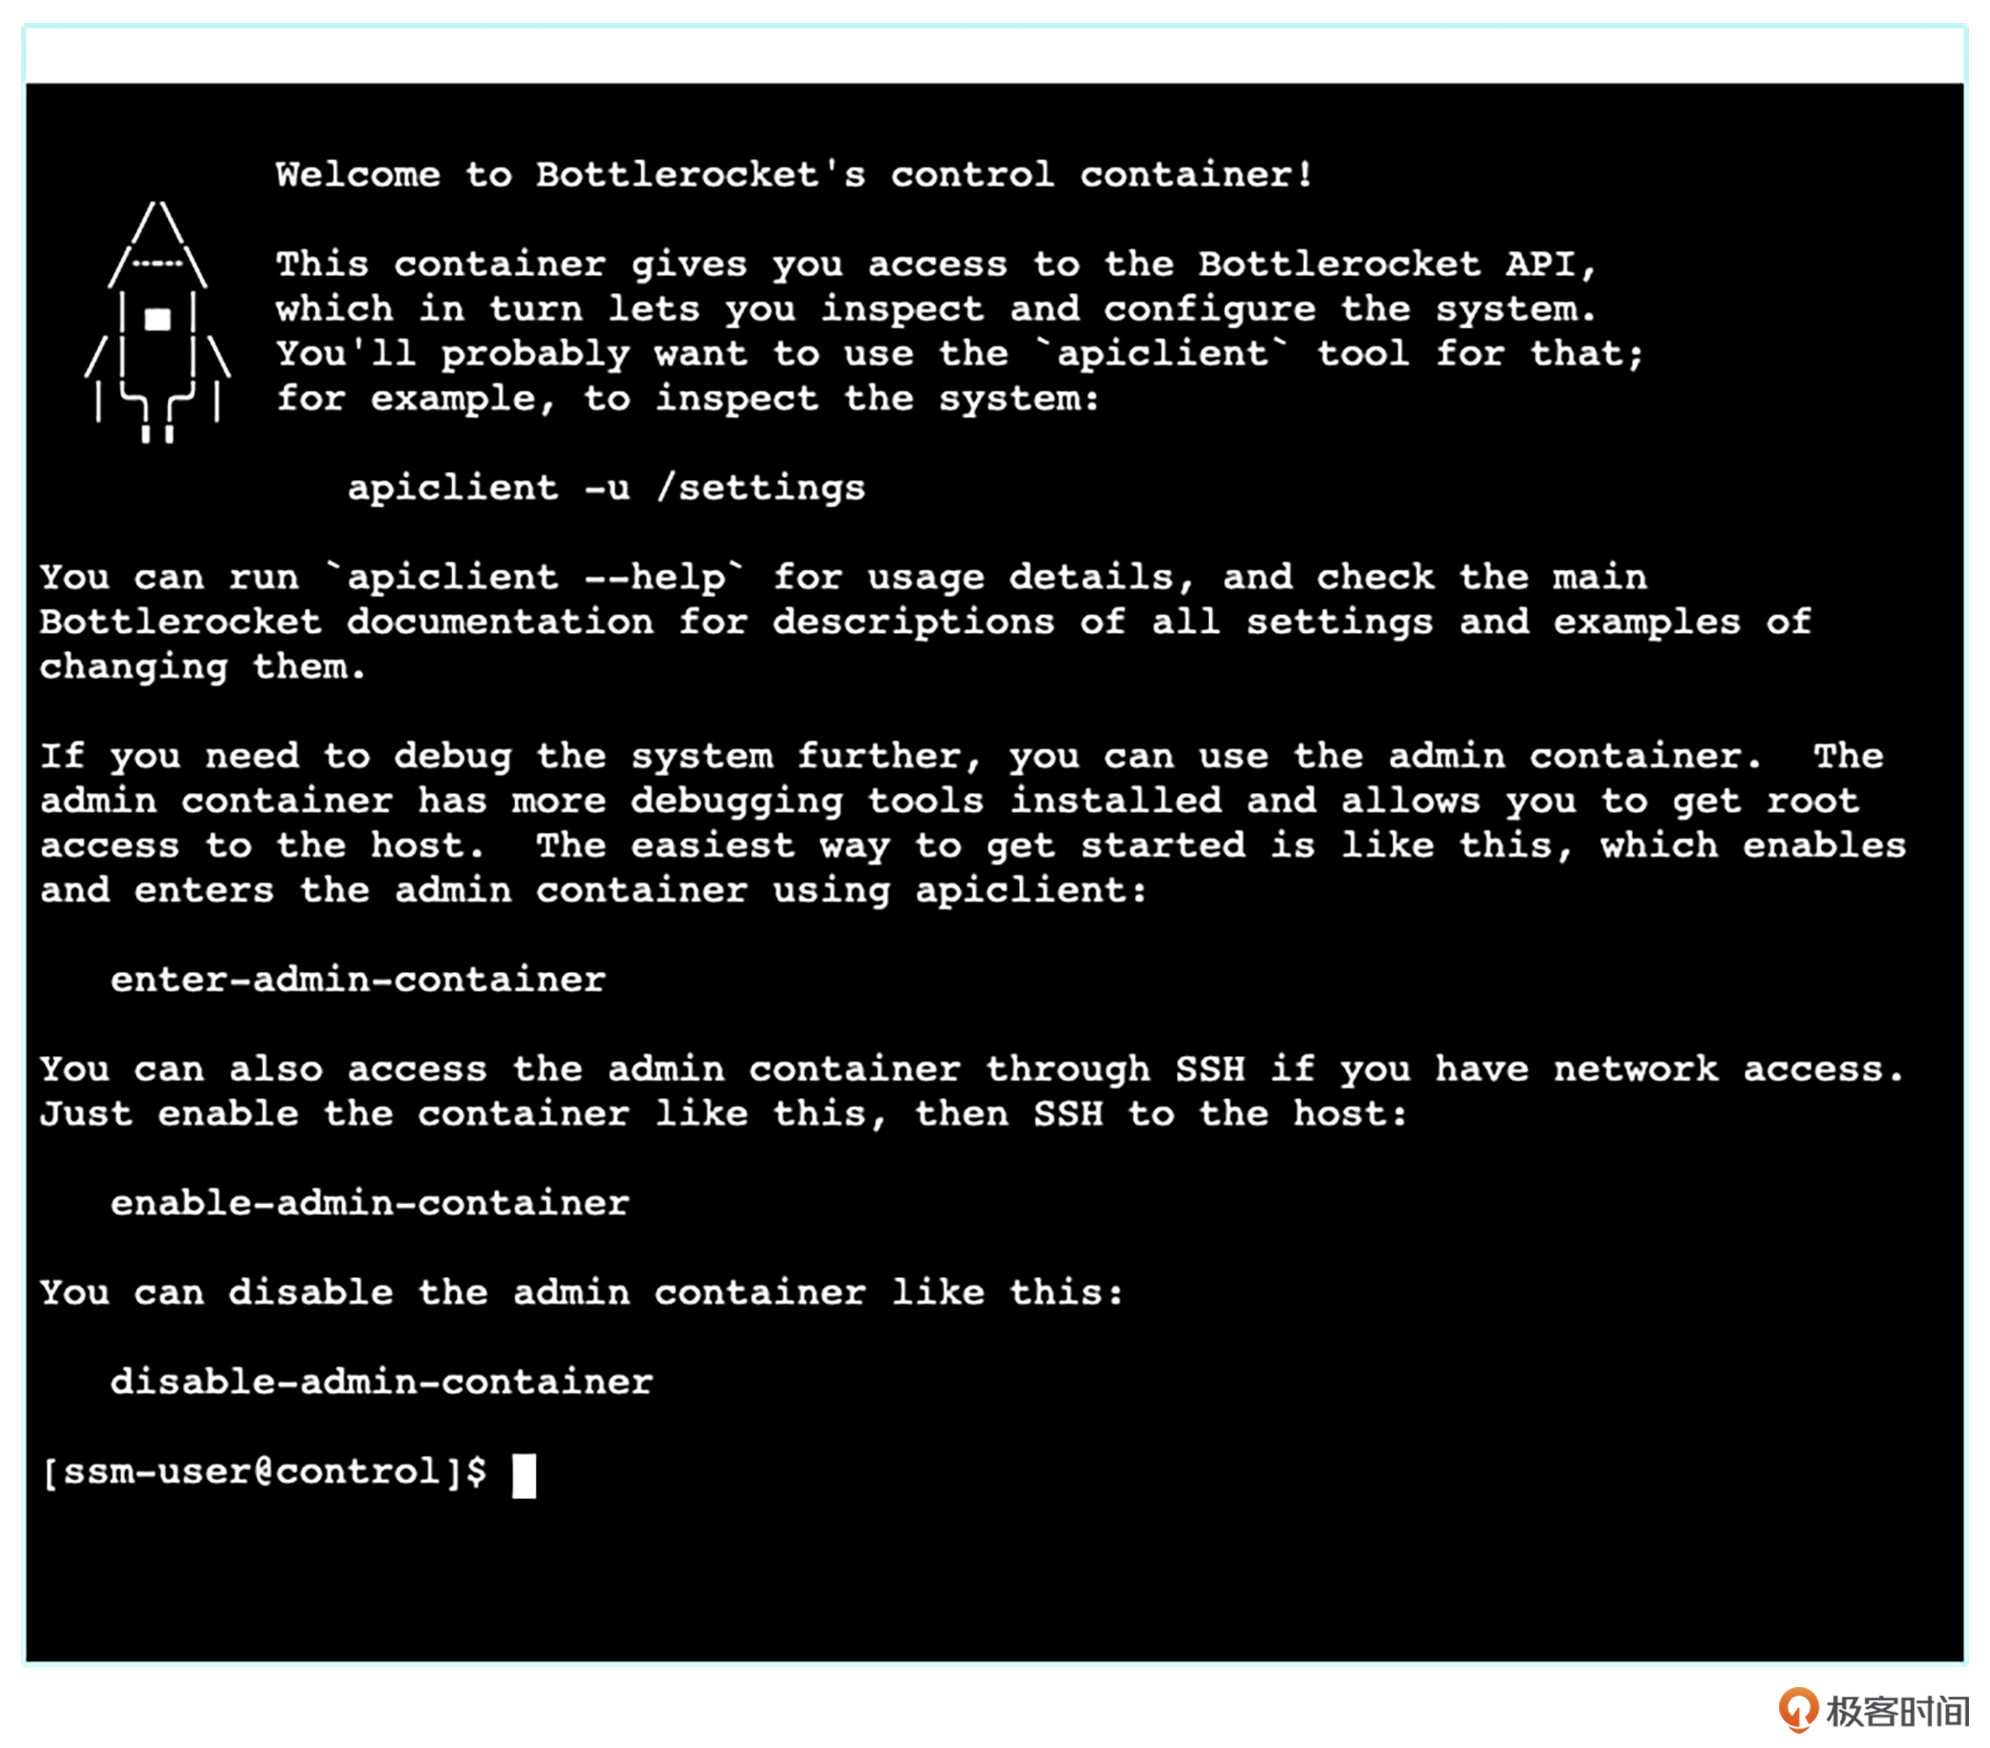 Welcome to Bottlerocket's control container!
This container gives you access to the Bottlerocket API,
which in turn lets you inspect and configure the system.
You'll probably want to use the `apiclient` tool for that;
for example, to inspect the system:
apiclient -u /settings
You can run `apiclient --help` for usage details, and check the main
Bottlerocket documentation for descriptions of all settings and examples of
changing them.
If you need to debug the system further, you can use the admin container.  The
admin container has more debugging tools installed and allows you to get root
access to the host.  The easiest way to get started is like this, which enables
and enters the admin container using apiclient:
enter-admin-container
You can also access the admin container through SSH if you have network access.
Just enable the container like this, then SSH to the host:
enable-admin-container
You can disable the admin container like this:
disable-admin-container
[ssm-user@control]$
极客时间